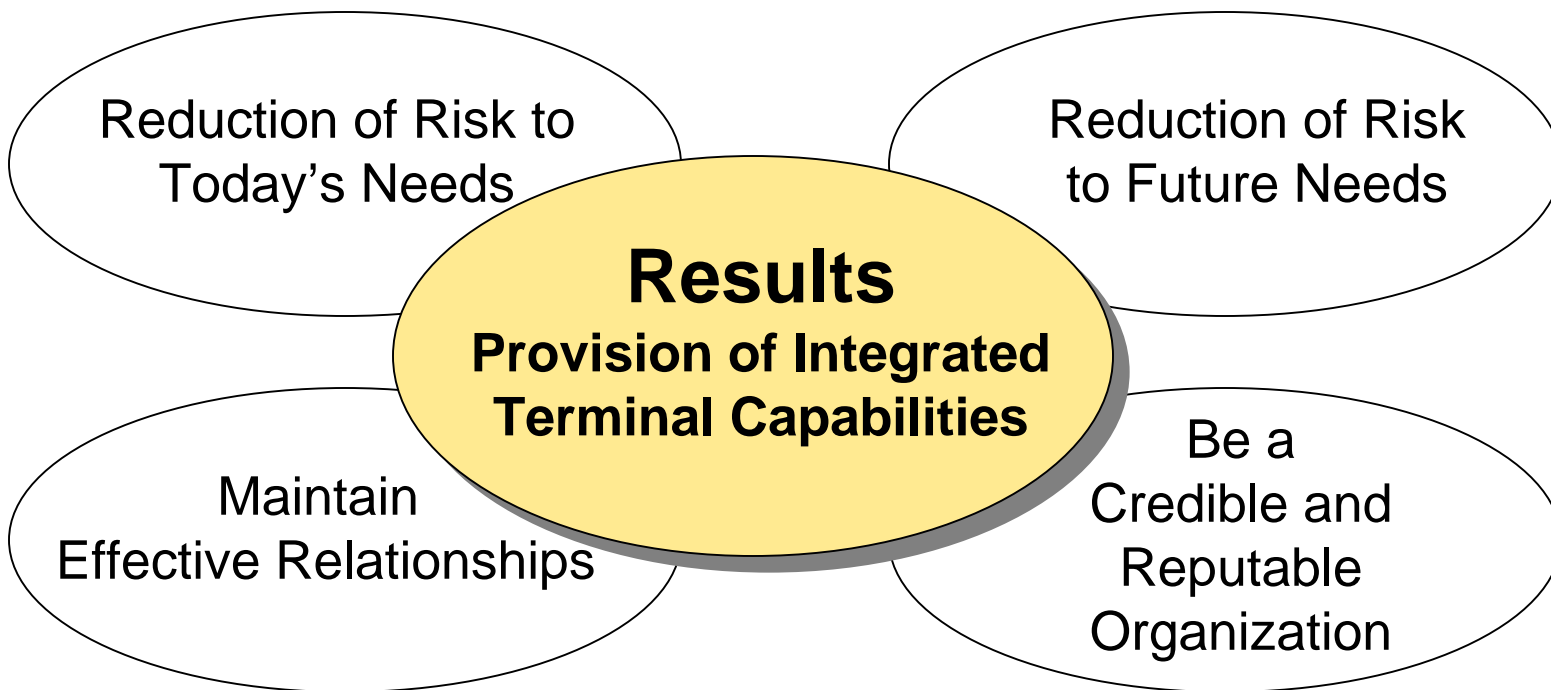 Reduction of Risk to
Today’s Needs
Reduction of Risk
to Future Needs
Results
Provision of Integrated
Terminal Capabilities
Maintain
Effective Relationships
Be a
Credible and
Reputable
Organization